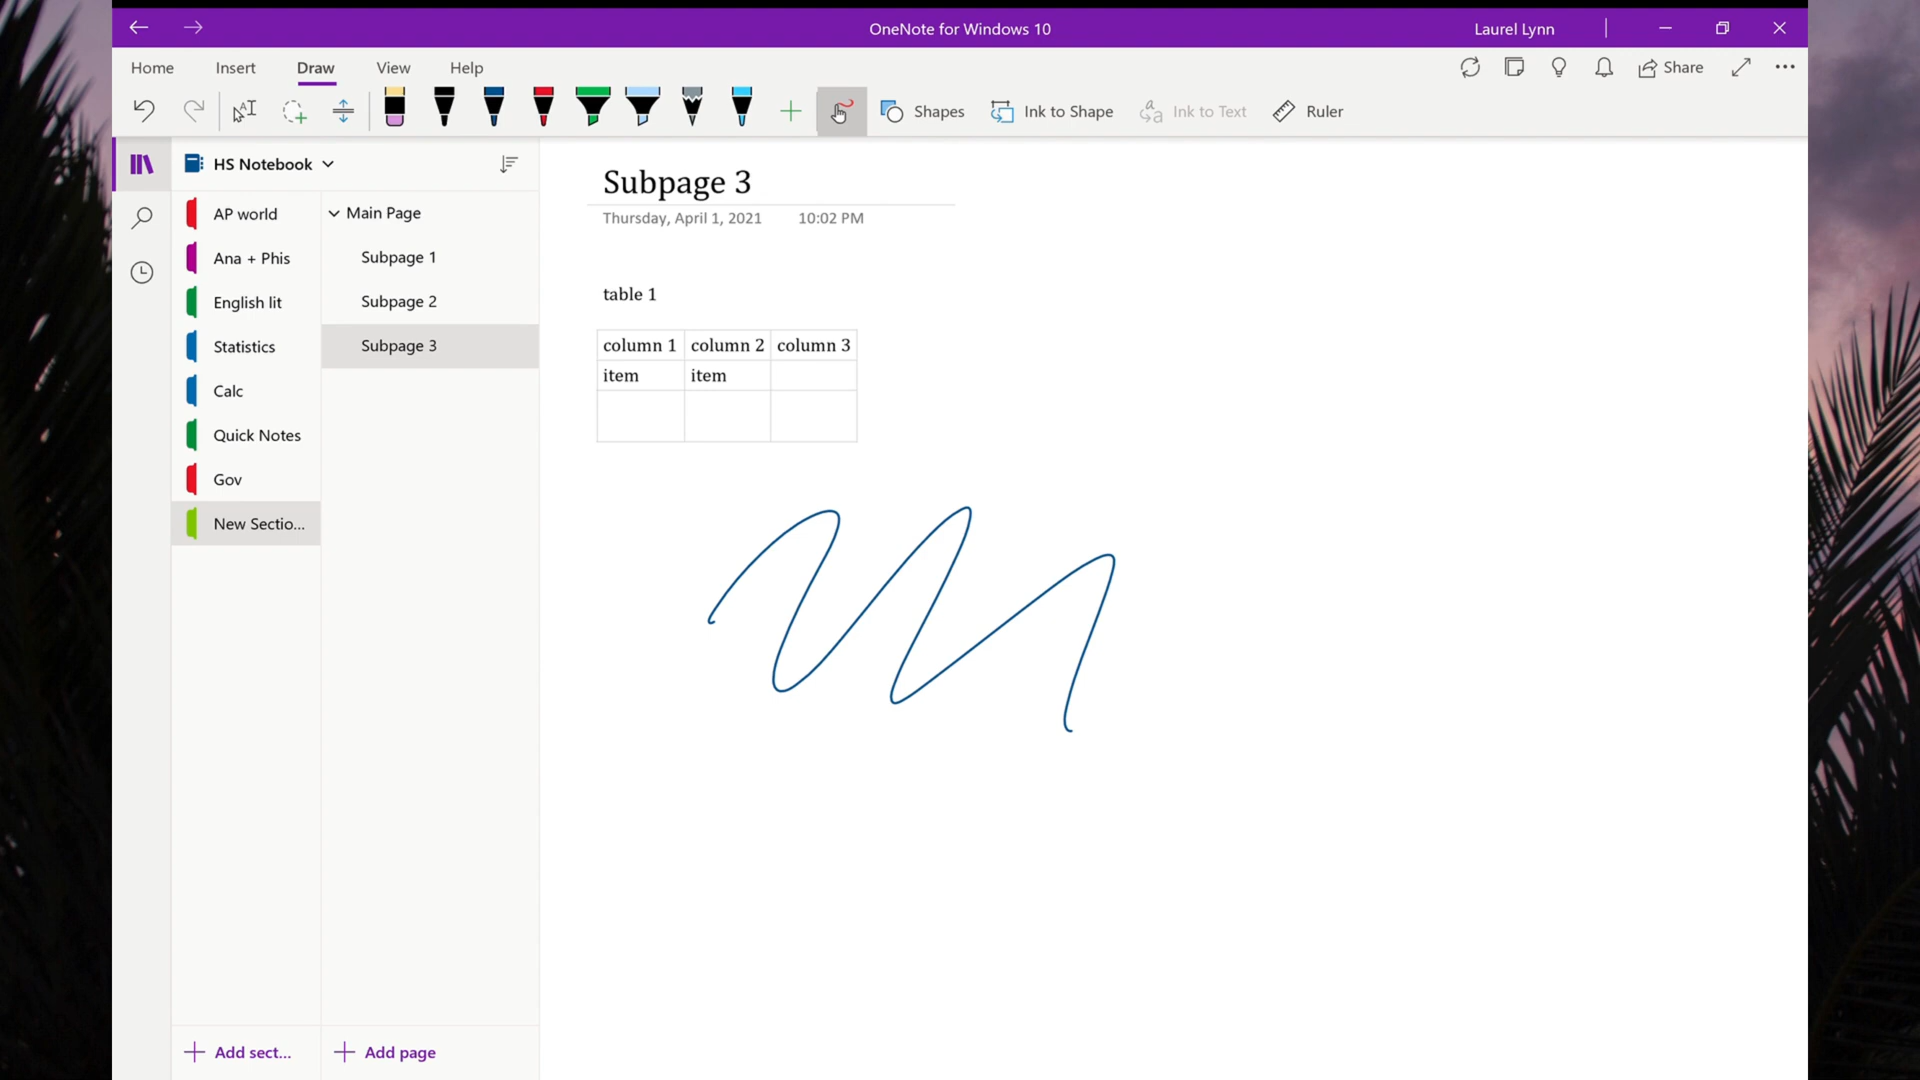 OneNote for Windows 10
Laurel Lynn
Home Insert Draw View Help
Share
Shapes Ink to Shape Ink to Text Ruler
HS Notebook
AP world
Ana + Phis
English lit
Statistics
Calc
Quick Notes
Gov
New Sectio...
Add sect...
Main Page
Subpage 1
Subpage 2
Subpage 3
Add page
Subpage 3
Thursday, April 1, 2021 10:02 PM
table 1
column 1 column 2 column 3
item item